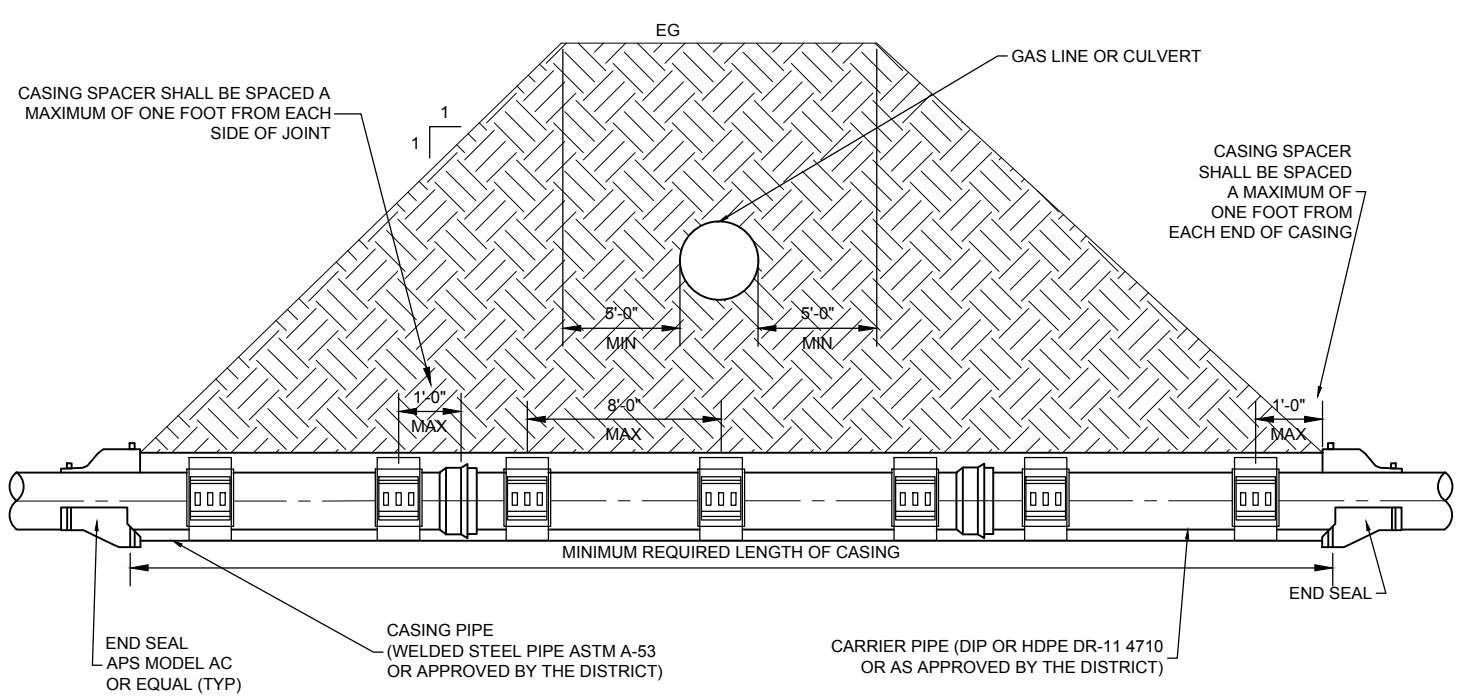 EG
GAS LINE OR CULVERT
CASING SPACER SHALL BE SPACED A
MAXIMUM OF ONE FOOT FROM EACH
SIDE OF JOINT
1
1
CASING SPACER
SHALL BE SPACED
A MAXIMUM OF
ONE FOOT FROM
EACH END OF CASING
5'-0"
MIN
5'-0"
MIN
1'-0"
MAX
8'-0"
MAX
1'-0"
MAX
MINIMUM REQUIRED LENGTH OF CASING
END SEAL
APS MODEL AC
OR EQUAL (TYP)
CASING PIPE
(WELDED STEEL PIPE ASTM A-53
OR APPROVED BY THE DISTRICT)
CARRIER PIPE (DIP OR HDPE DR-11 4710
OR AS APPROVED BY THE DISTRICT)
END SEAL